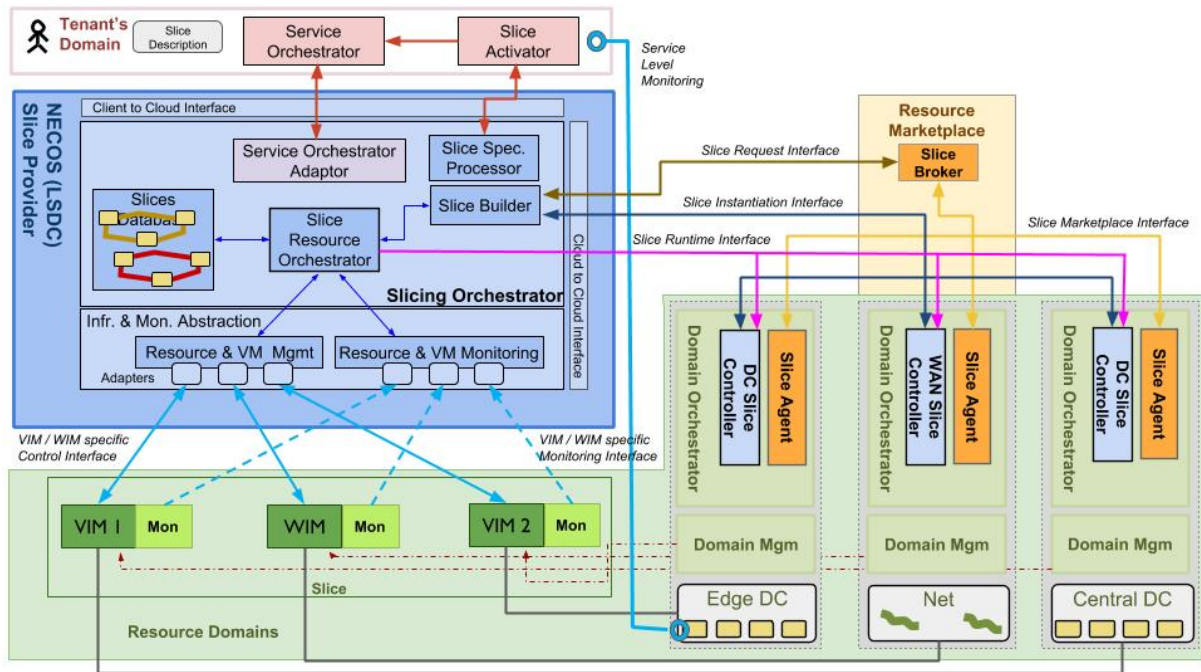 Tenant's
Domain
Slice
Description
Service
Orchestrator
Slice
Activator
Service
Level
Monitoring
NECOS (LSDC)
Slice Provider
Client to Cloud Interface
Cloud to Cloud Interface
Service Orchestrator
Adaptor
Slice Spec.
Processor
Slice Builder
Slices
Database
Slice
Resource
Orchestrator
Slicing Orchestrator
Infr. & Mon. Abstraction
Resource & VM Mgmt
Resource & VM Monitoring
Adapters
Resource
Marketplace
Slice
Broker
Slice Request Interface
Slice Instantiation Interface
Slice Marketplace Interface
Slice Runtime Interface
VIM / WIM specific
Control Interface
VIM / WIM specific
Monitoring Interface
Domain Orchestrator
DC Slice
Controller
Slice Agent
Domain Orchestrator
WAN Slice
Controller
Slice Agent
Domain Orchestrator
DC Slice
Controller
Slice Agent
VIM 1
Mon
WIM
Mon
VIM 2
Mon
Slice
Domain Mgm
Domain Mgm
Domain Mgm
Resource Domains
Edge DC
Net
Central DC